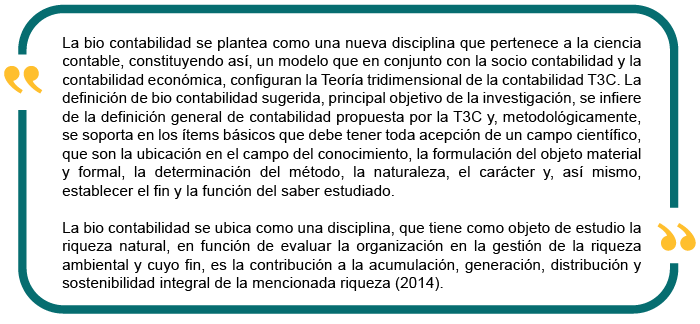 La bio contabilidad se plantea como una nueva disciplina que pertenece a la ciencia
contable, constituyendo así, un modelo que en conjunto con la socio contabilidad y la
contabilidad económica, configuran la Teoría tridimensional de la contabilidad T3C. La
definición de bio contabilidad sugerida, principal objetivo de la investigación, se infiere
de la definición general de contabilidad propuesta por la T3C y, metodológicamente,
se soporta en los ítems básicos que debe tener toda acepción de un campo científico,
que son la ubicación en el campo del conocimiento, la formulación del objeto material
y formal, la determinación del método, la naturaleza, el carácter y, así mismo,
establecer el fin y la función del saber estudiado.
La bio contabilidad se ubica como una disciplina, que tiene como objeto de estudio la
riqueza natural, en función de evaluar la organización en la gestión de la riqueza
ambiental y cuyo fin, es la contribución a la acumulación, generación, distribución y
sostenibilidad integral de la mencionada riqueza (2014).